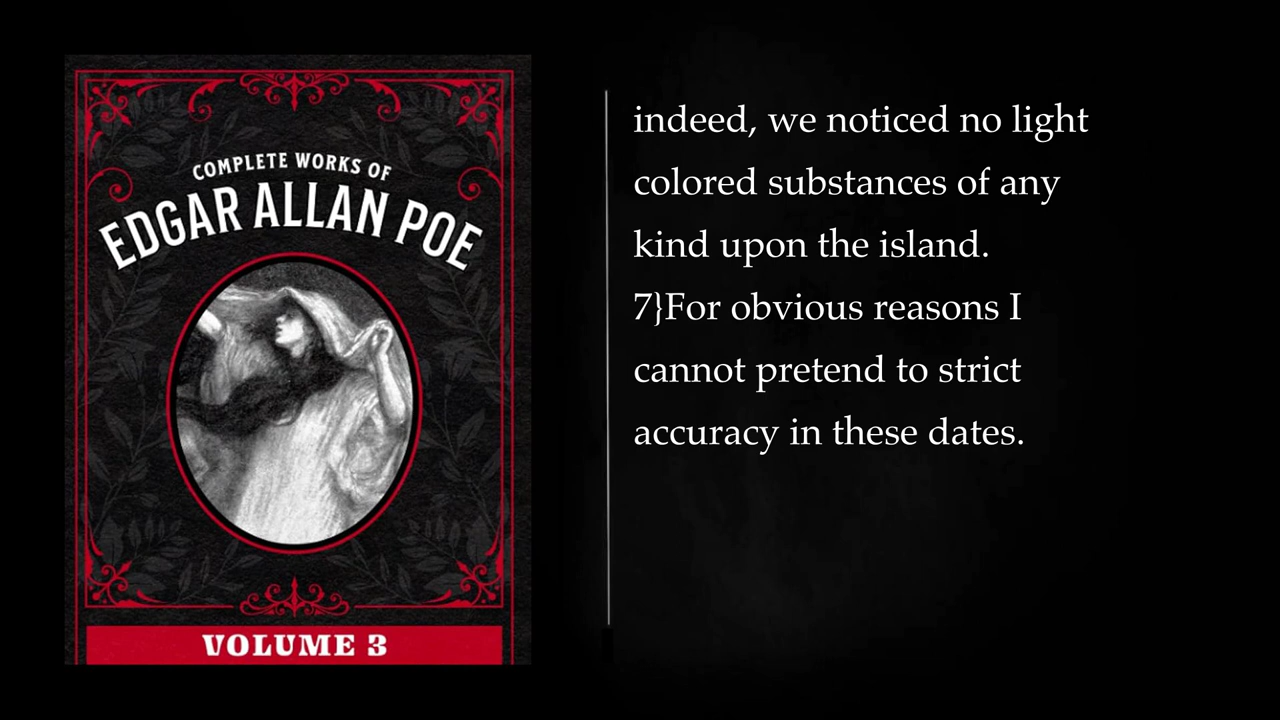 COMPLETE WORKS OF
EDGAR ALLAN POE
VOLUME 3
indeed, we noticed no light
colored substances of any
kind upon the island.
7}For obvious reasons I
cannot pretend to strict
accuracy in these dates.